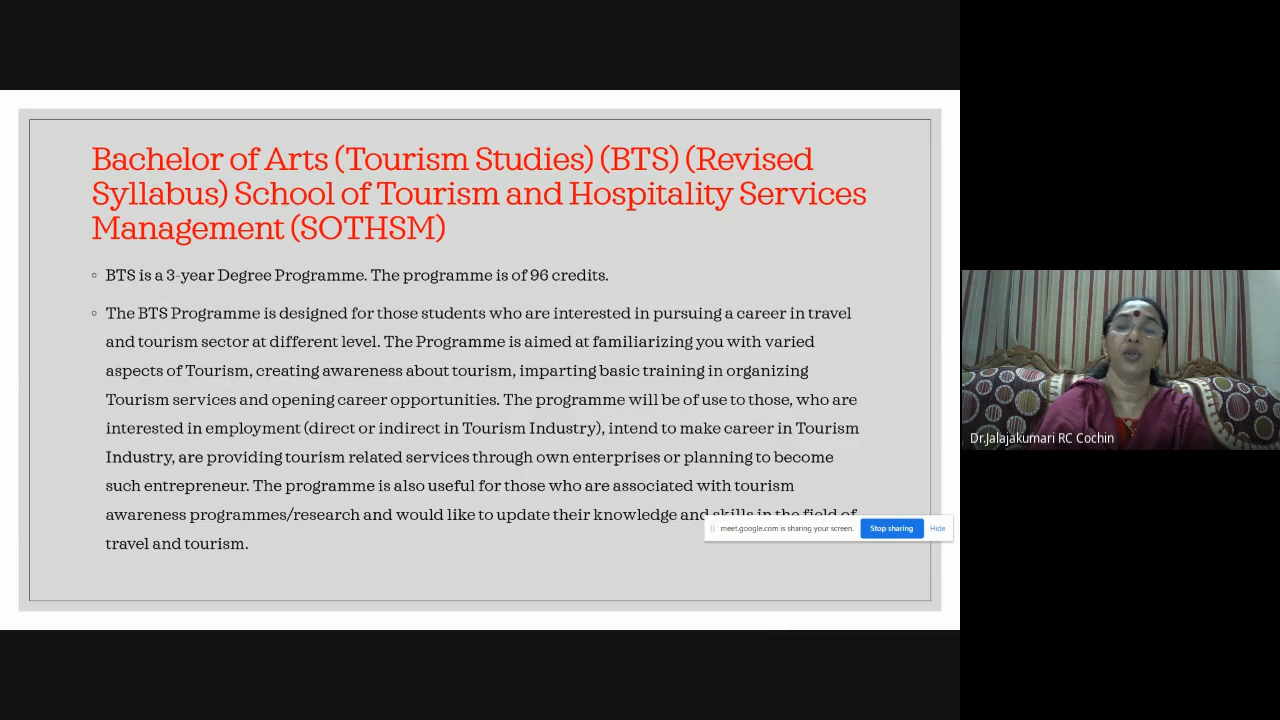 Bachelor of Arts (Tourism Studies) (BTS) (Revised
Syllabus) School of Tourism and Hospitality Services
Management (SOTHSM)
◦ BTS is a 3-year Degree Programme. The programme is of 96 credits.
◦ The BTS Programme is designed for those students who are interested in pursuing a career in travel
and tourism sector at different level. The Programme is aimed at familiarizing you with varied
aspects of Tourism, creating awareness about tourism, imparting basic training in organizing
Tourism services and opening career opportunities. The programme will be of use to those, who are
interested in employment (direct or indirect in Tourism Industry), intend to make career in Tourism
Industry, are providing tourism related services through own enterprises or planning to become
such entrepreneur. The programme is also useful for those who are associated with tourism
awareness programmes/research and would like to update their knowledge and skills in the field of
travel and tourism.
meet.google.com is sharing your screen. Stop sharing Hide
Dr.Jalajakumari RC Cochin